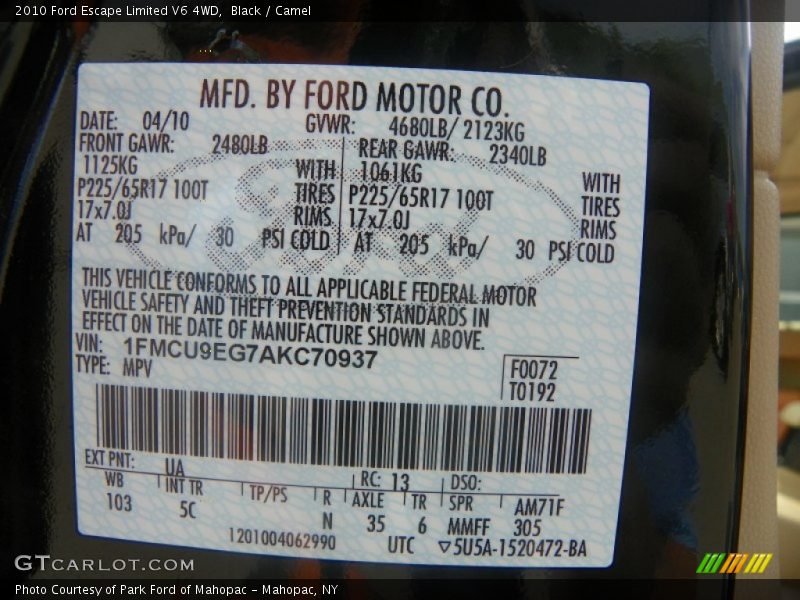 2010 Ford Escape Limited V6 4WD, Black / Camel
MFD. BY FORD MOTOR CO.
DATE: 04/10 GVWR: 4680LB/ 2123KG
FRONT GAWR: 2480LB REAR GAWR: 2340LB
1125KG WITH 1061KG WITH
P225/65R17 100T TIRES P225/65R17 100T TIRES
17x7.0J RIMS 17x7.0J RIMS
AT 205 kPa/ 30 PSI COLD AT 205 kPa/ 30 PSI COLD
THIS VEHICLE CONFORMS TO ALL APPLICABLE FEDERAL MOTOR
VEHICLE SAFETY AND THEFT PREVENTION STANDARDS IN
EFFECT ON THE DATE OF MANUFACTURE SHOWN ABOVE.
VIN: 1FMCU9EG7AKC70937
TYPE: MPV
F0072
T0192
EXT PNT: UA RC: 13 DSO:
WB INT TR TP/PS R AXLE TR SPR AM71F
103 5C N 35 6 MMFF 305
1201004062990 UTC ▽5U5A-1520472-BA
GTCARLOT.COM
Photo Courtesy of Park Ford of Mahopac - Mahopac, NY